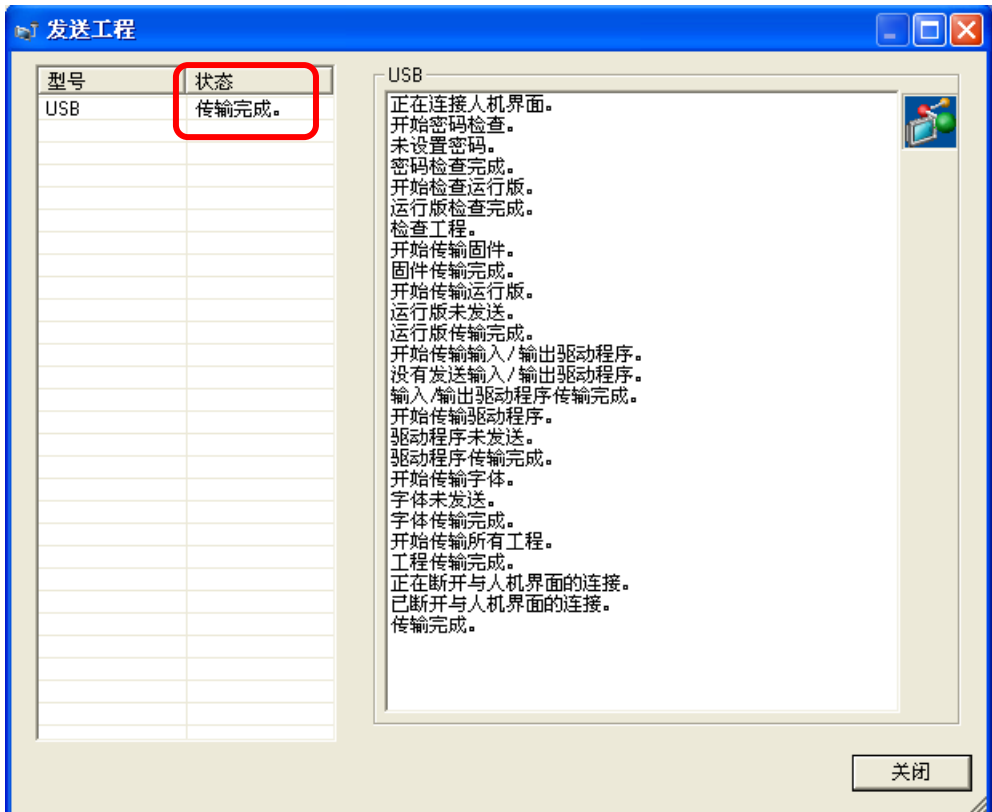 发送工程
型号 状态
USB 传输完成。
USB
正在连接人机界面。
开始密码检查。
未设置密码。
密码检查完成。
开始检查运行版。
运行版检查完成。
检查工程。
开始传输固件。
固件传输完成。
开始传输运行版。
运行版未发送。
运行版传输完成。
开始传输输入/输出驱动程序。
没有发送输入/输出驱动程序。
输入/输出驱动程序传输完成。
开始传输驱动程序。
驱动程序未发送。
驱动程序传输完成。
开始传输字体。
字体未发送。
字体传输完成。
开始传输所有工程。
工程传输完成。
正在断开与人机界面的连接。
已断开与人机界面的连接。
传输完成。
关闭